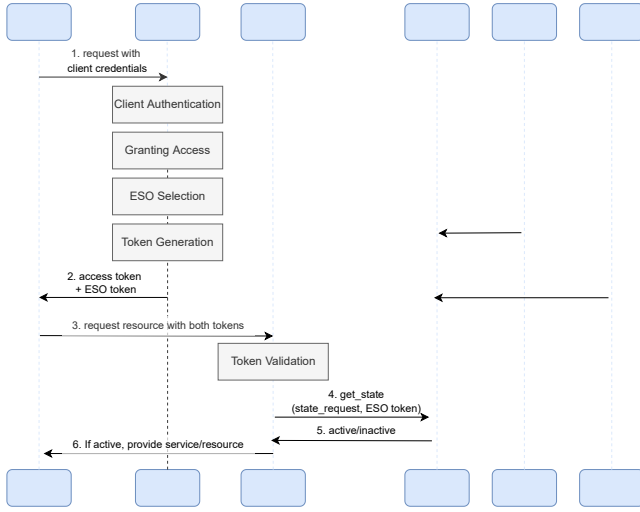 1. request with
client credentials
Client Authentication
Granting Access
ESO Selection
Token Generation
2. access token
+ ESO token
3. request resource with both tokens
Token Validation
4. get_state
(state_request, ESO token)
5. active/inactive
6. If active, provide service/resource